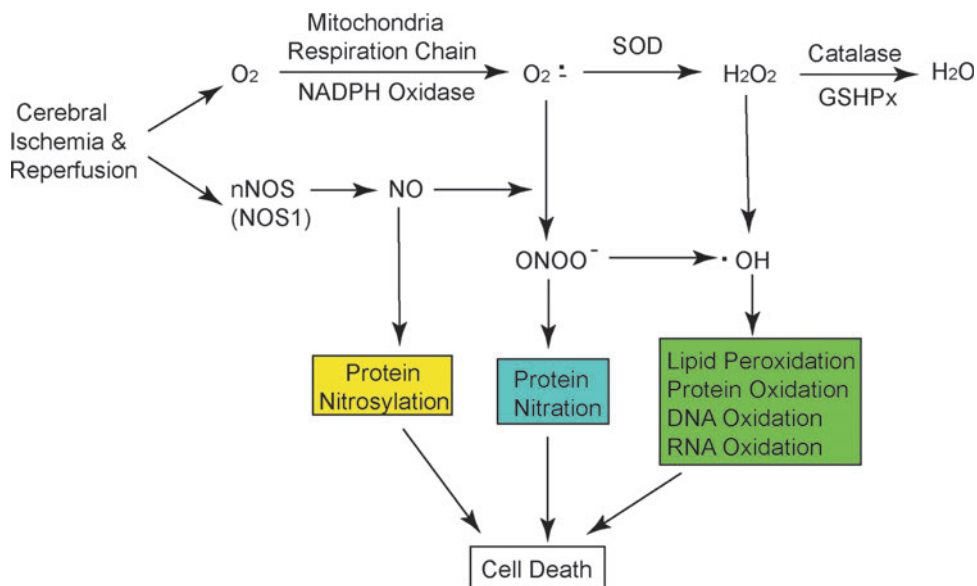 Mitochondria
Respiration Chain
SOD
Catalase
O2
O2∸
H2O2
H2O
NADPH Oxidase
GSHPx
Cerebral
Ischemia &
Reperfusion
nNOS
(NOS1)
NO
ONOO⁻
·OH
Protein
Nitrosylation
Protein
Nitration
Lipid Peroxidation
Protein Oxidation
DNA Oxidation
RNA Oxidation
Cell Death